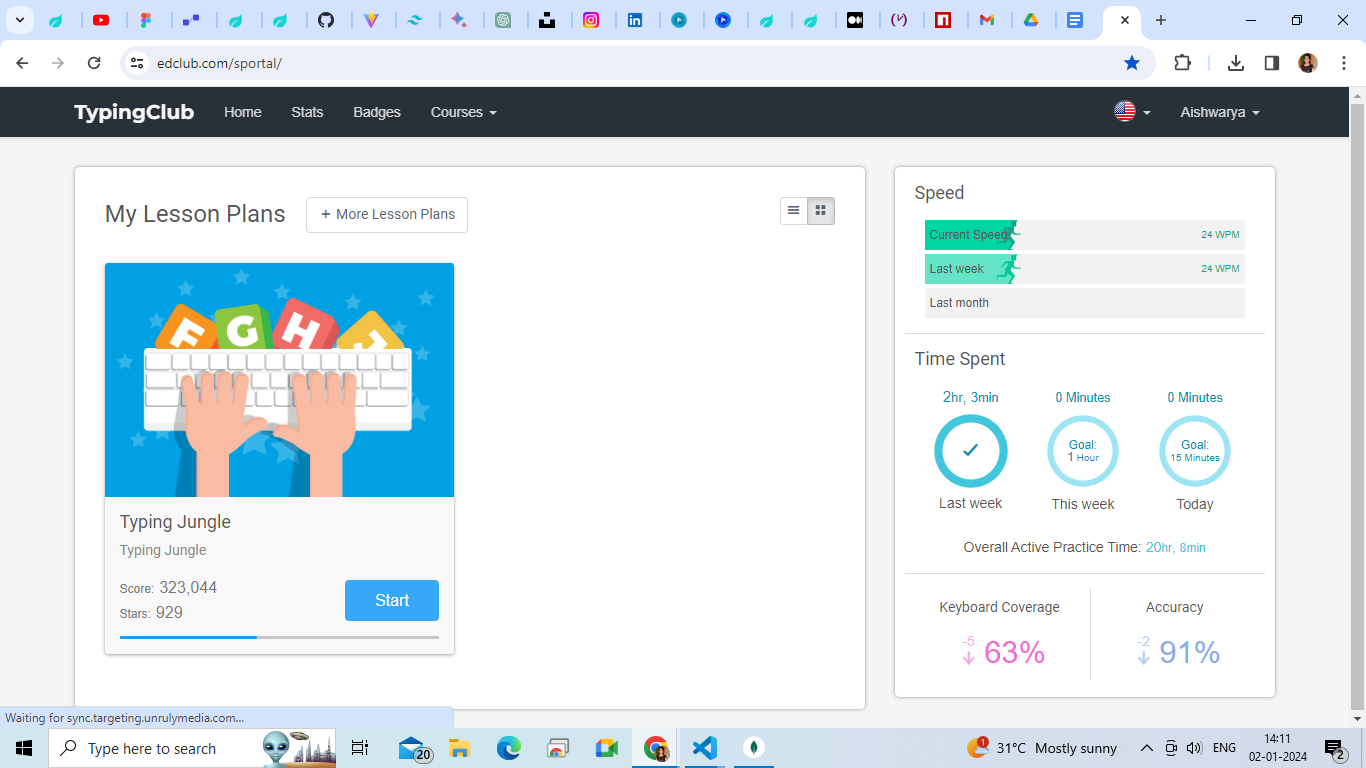 edclub.com/sportal/
TypingClub Home Stats Badges Courses Aishwarya
My Lesson Plans + More Lesson Plans
F G H J
Typing Jungle
Typing Jungle
Score: 323,044
Stars: 929
Start
Speed
Current Speed 24 WPM
Last week 24 WPM
Last month
Time Spent
2hr, 3min 0 Minutes 0 Minutes
Goal: 1 Hour Goal: 15 Minutes
Last week This week Today
Overall Active Practice Time: 20hr, 8min
Keyboard Coverage Accuracy
-5 63% -2 91%
Waiting for sync.targeting.unrulymedia.com...
Type here to search 20 1 31°C Mostly sunny ENG 14:11
02-01-2024 2